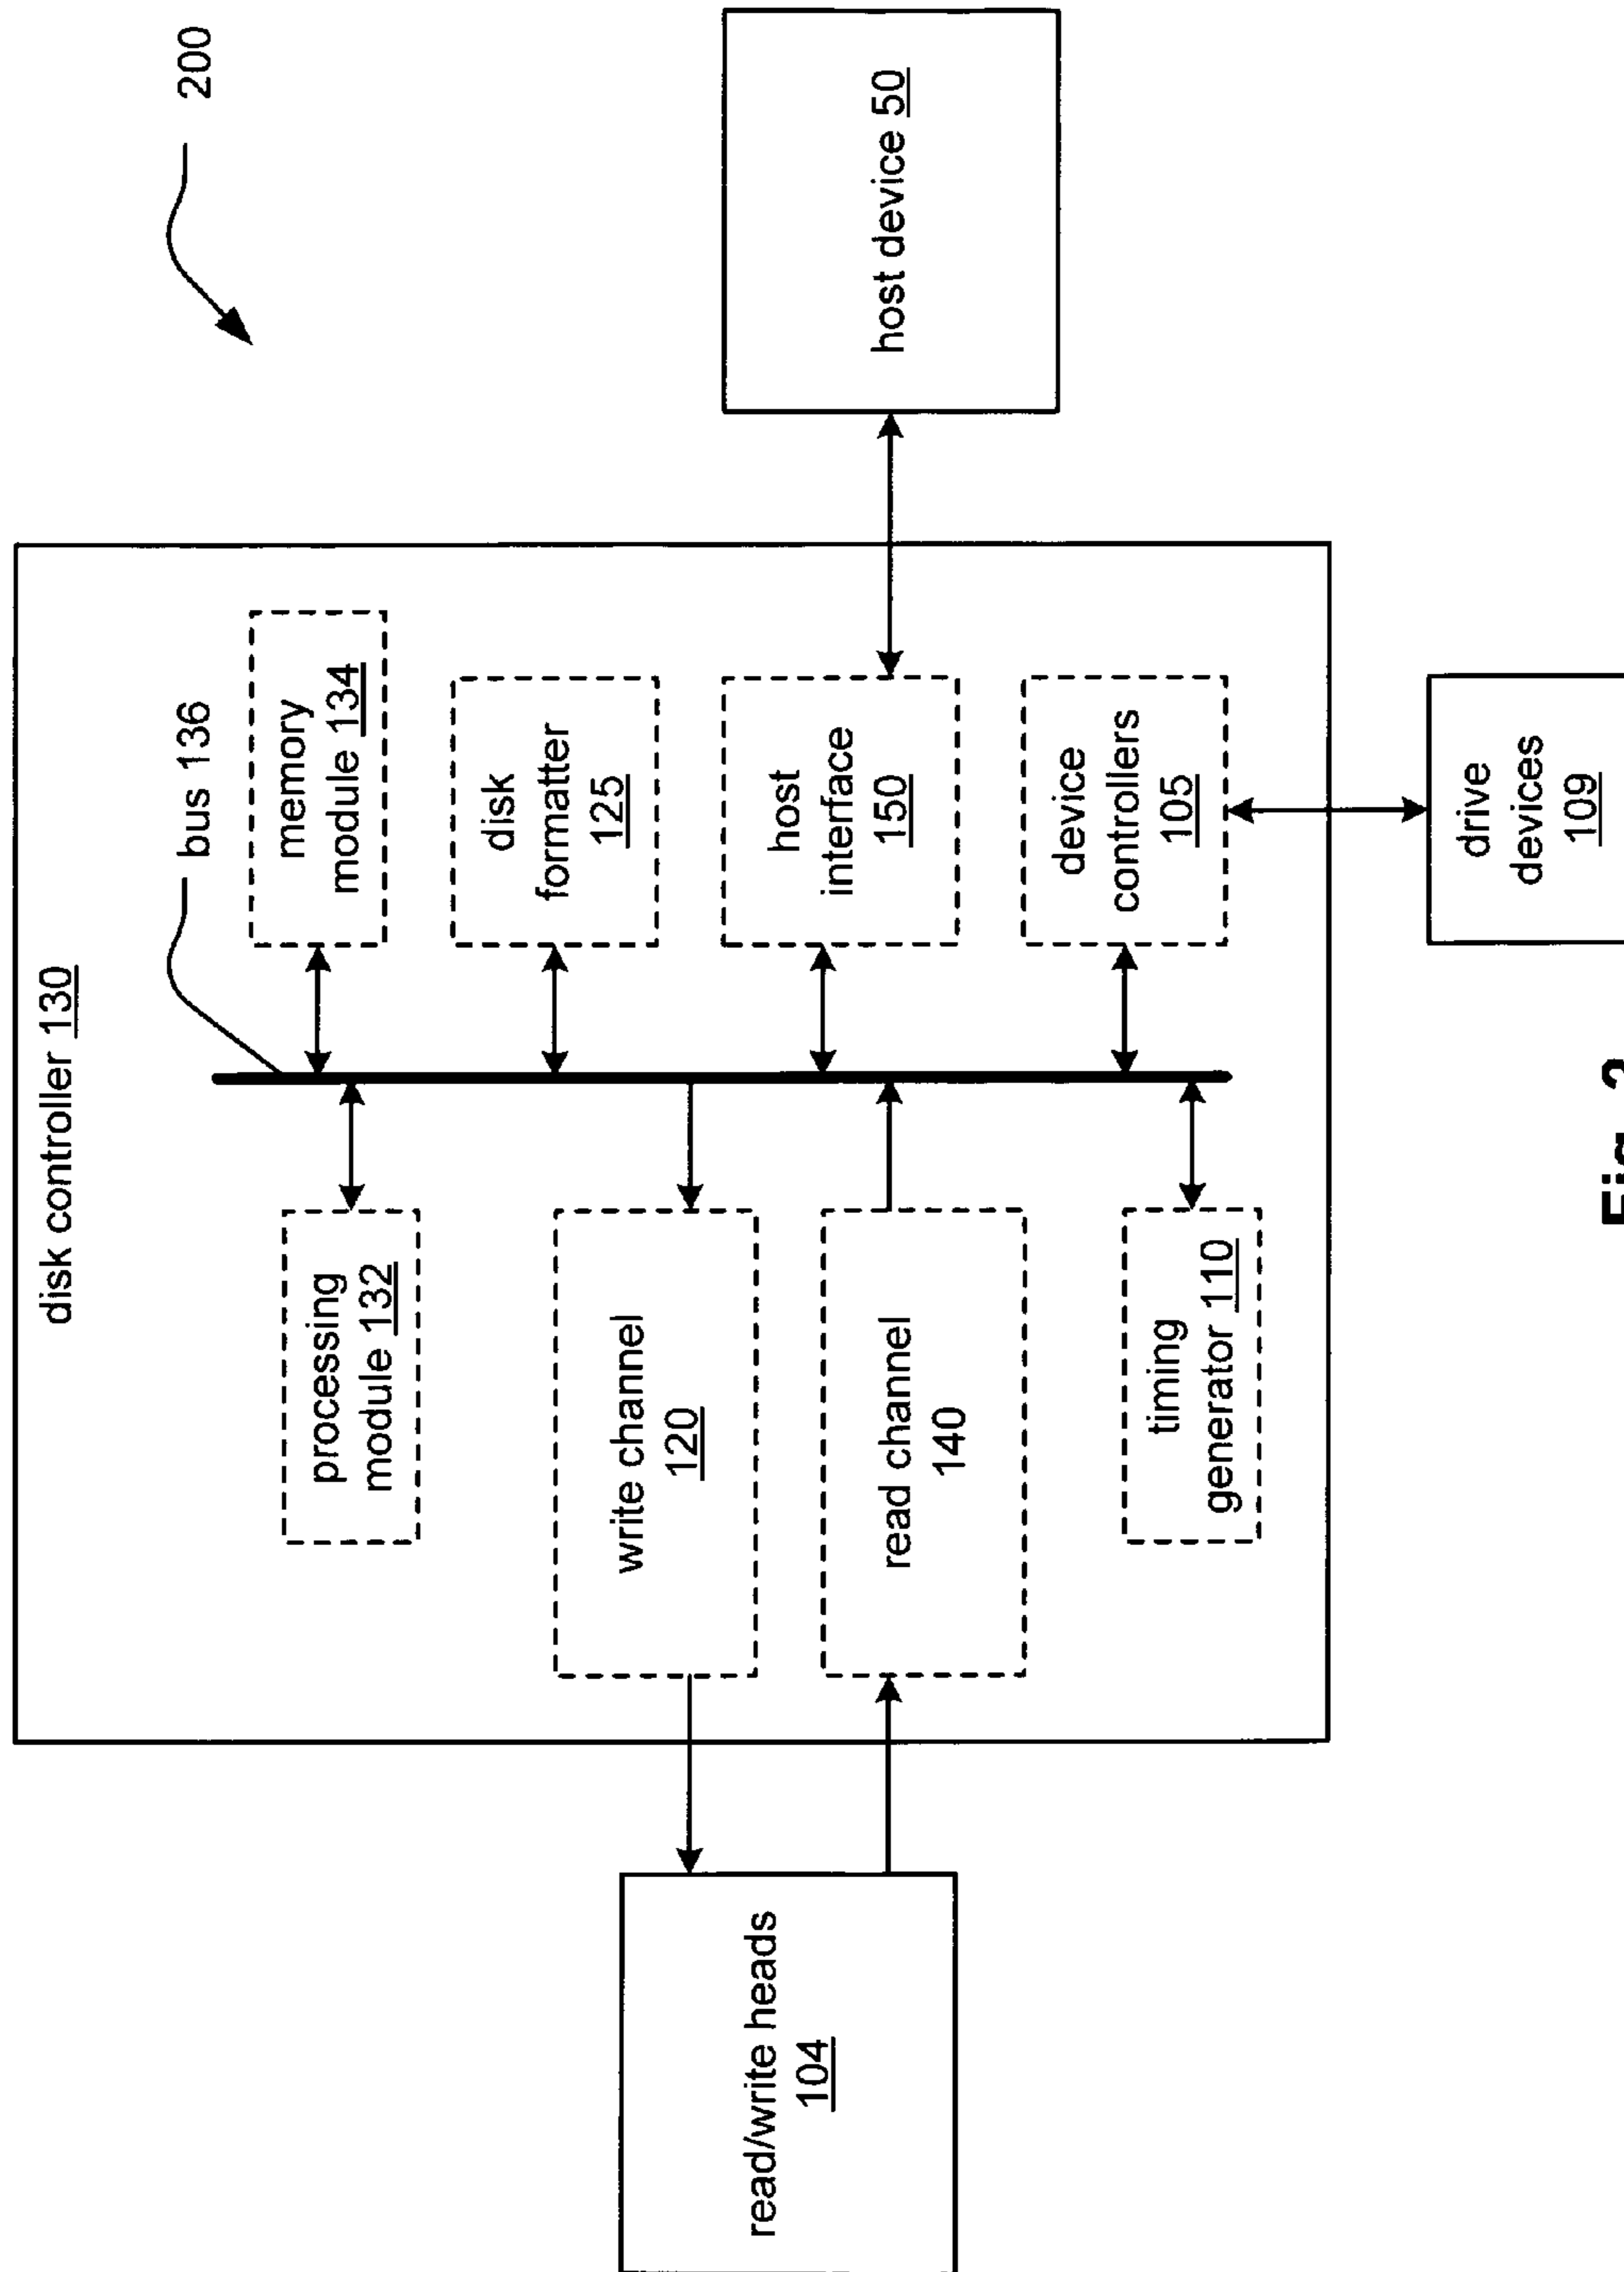 200
disk controller 130
bus 136
processing
module 132
memory
module 134
write channel
120
disk
formatter
125
read/write heads
104
read channel
140
host
interface
150
host device 50
timing
generator 110
device
controllers
105
drive
devices
109
Fig. 2